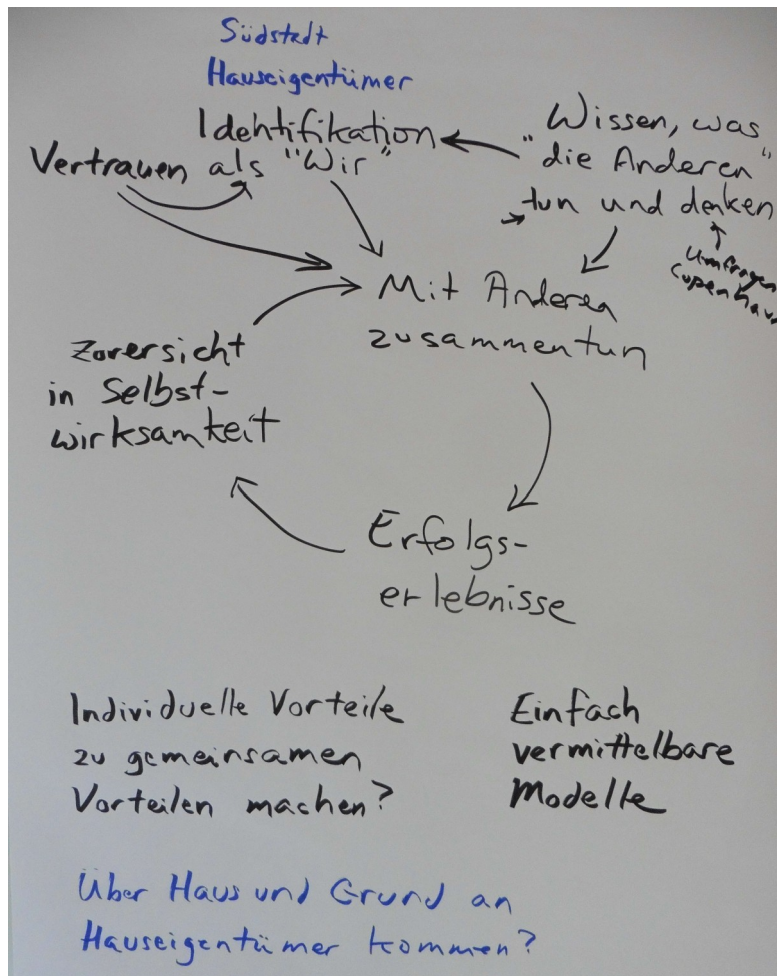 Südstadt
Hauseigentümer
Identifikation
als "Wir"
Vertrauen
"Wissen, was
die Anderen"
tun und denken
Umfragen
Copenhav
Mit Anderen
zusammentun
Zuversicht
in Selbst-
wirksamkeit
Erfolgs-
erlebnisse
Individuelle Vorteile
zu gemeinsamen
Vorteilen machen?
Einfach
vermittelbare
Modelle
Über Haus und Grund an
Hauseigentümer kommen?